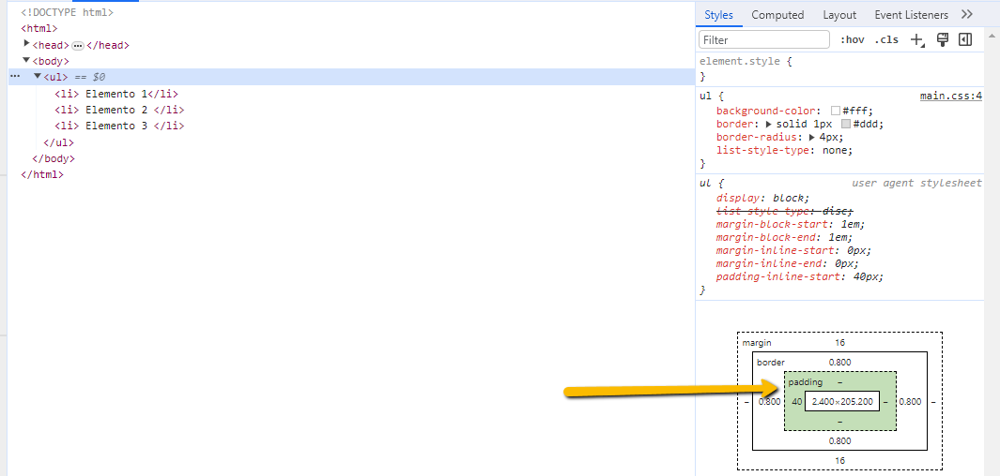 <!DOCTYPE html>
<html>
<head> ⋯ </head>
<body>
··· <ul> == $0
<li> Elemento 1</li>
<li> Elemento 2 </li>
<li> Elemento 3 </li>
</ul>
</body>
</html>
Styles Computed Layout Event Listeners
Filter :hov .cls
element.style {
}
ul { main.css:4
background-color: #fff;
border: solid 1px #ddd;
border-radius: 4px;
list-style-type: none;
}
ul { user agent stylesheet
display: block;
list-style-type: disc;
margin-block-start: 1em;
margin-block-end: 1em;
margin-inline-start: 0px;
margin-inline-end: 0px;
padding-inline-start: 40px;
}
margin 16
border 0.800
padding –
– 0.800 40 2.400×205.200 – 0.800 –
–
0.800
16